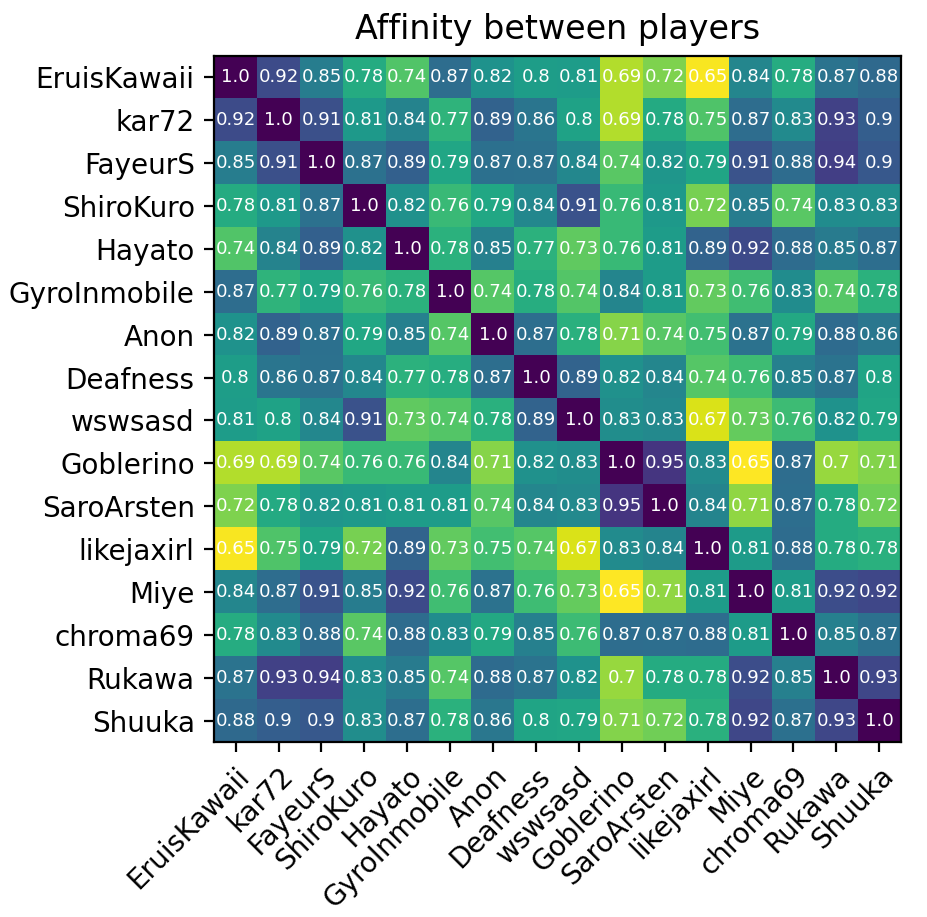 Affinity between players
EruisKawaii 1.0 0.92 0.85 0.78 0.74 0.87 0.82 0.8 0.81 0.69 0.72 0.65 0.84 0.78 0.87 0.88
kar72 0.92 1.0 0.91 0.81 0.84 0.77 0.89 0.86 0.8 0.69 0.78 0.75 0.87 0.83 0.93 0.9
FayeurS 0.85 0.91 1.0 0.87 0.89 0.79 0.87 0.87 0.84 0.74 0.82 0.79 0.91 0.88 0.94 0.9
ShiroKuro 0.78 0.81 0.87 1.0 0.82 0.76 0.79 0.84 0.91 0.76 0.81 0.72 0.85 0.74 0.83 0.83
Hayato 0.74 0.84 0.89 0.82 1.0 0.78 0.85 0.77 0.73 0.76 0.81 0.89 0.92 0.88 0.85 0.87
GyroInmobile 0.87 0.77 0.79 0.76 0.78 1.0 0.74 0.78 0.74 0.84 0.81 0.73 0.76 0.83 0.74 0.78
Anon 0.82 0.89 0.87 0.79 0.85 0.74 1.0 0.87 0.78 0.71 0.74 0.75 0.87 0.79 0.88 0.86
Deafness 0.8 0.86 0.87 0.84 0.77 0.78 0.87 1.0 0.89 0.82 0.84 0.74 0.76 0.85 0.87 0.8
wswsasd 0.81 0.8 0.84 0.91 0.73 0.74 0.78 0.89 1.0 0.83 0.83 0.67 0.73 0.76 0.82 0.79
Goblerino 0.69 0.69 0.74 0.76 0.76 0.84 0.71 0.82 0.83 1.0 0.95 0.83 0.65 0.87 0.7 0.71
SaroArsten 0.72 0.78 0.82 0.81 0.81 0.81 0.74 0.84 0.83 0.95 1.0 0.84 0.71 0.87 0.78 0.72
likejaxirl 0.65 0.75 0.79 0.72 0.89 0.73 0.75 0.74 0.67 0.83 0.84 1.0 0.81 0.88 0.78 0.78
Miye 0.84 0.87 0.91 0.85 0.92 0.76 0.87 0.76 0.73 0.65 0.71 0.81 1.0 0.81 0.92 0.92
chroma69 0.78 0.83 0.88 0.74 0.88 0.83 0.79 0.85 0.76 0.87 0.87 0.88 0.81 1.0 0.85 0.87
Rukawa 0.87 0.93 0.94 0.83 0.85 0.74 0.88 0.87 0.82 0.7 0.78 0.78 0.92 0.85 1.0 0.93
Shuuka 0.88 0.9 0.9 0.83 0.87 0.78 0.86 0.8 0.79 0.71 0.72 0.78 0.92 0.87 0.93 1.0
EruisKawaii
kar72
FayeurS
ShiroKuro
Hayato
GyroInmobile
Anon
Deafness
wswsasd
Goblerino
SaroArsten
likejaxirl
Miye
chroma69
Rukawa
Shuuka